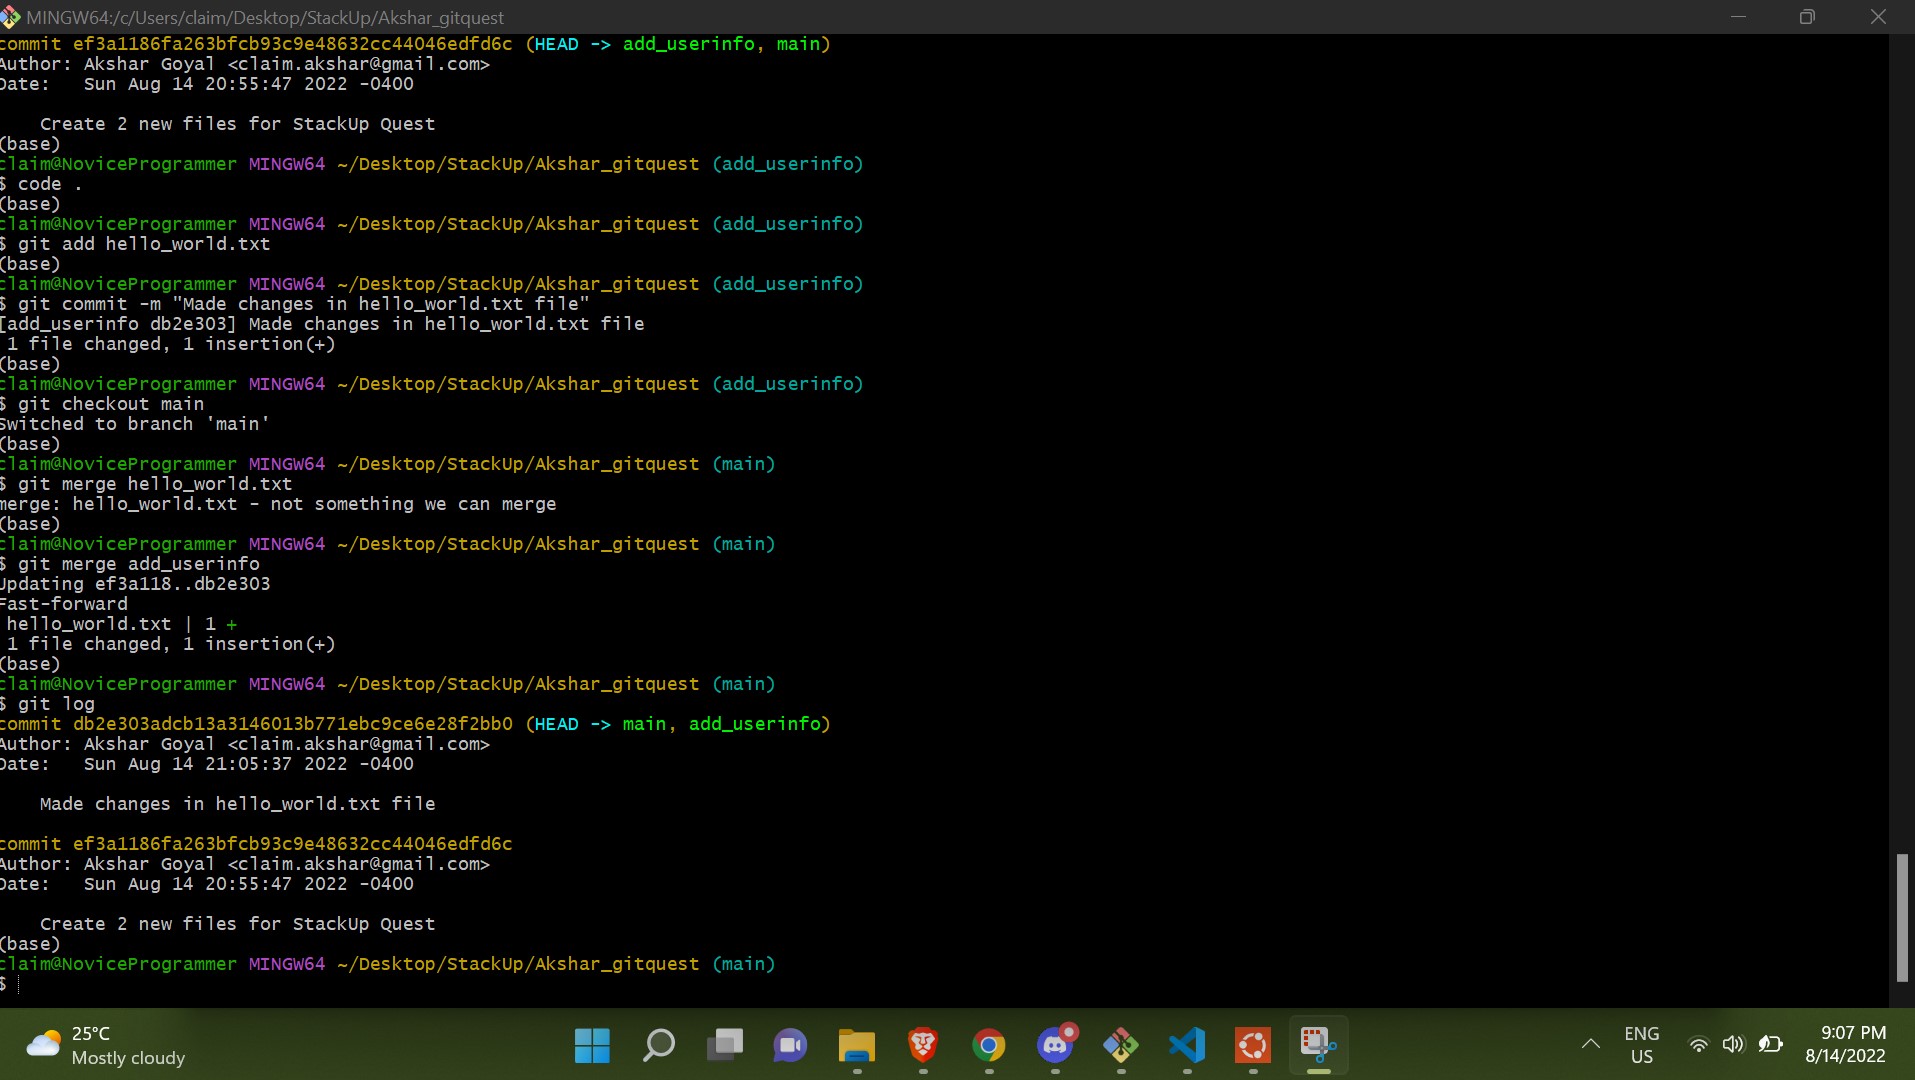 MINGW64:/c/Users/claim/Desktop/StackUp/Akshar_gitquest
commit ef3a1186fa263bfcb93c9e48632cc44046edfd6c (HEAD -> add_userinfo, main)
Author: Akshar Goyal <claim.akshar@gmail.com>
Date:   Sun Aug 14 20:55:47 2022 -0400
    Create 2 new files for StackUp Quest
(base)
claim@NoviceProgrammer MINGW64 ~/Desktop/StackUp/Akshar_gitquest (add_userinfo)
$ code .
(base)
claim@NoviceProgrammer MINGW64 ~/Desktop/StackUp/Akshar_gitquest (add_userinfo)
$ git add hello_world.txt
(base)
claim@NoviceProgrammer MINGW64 ~/Desktop/StackUp/Akshar_gitquest (add_userinfo)
$ git commit -m "Made changes in hello_world.txt file"
[add_userinfo db2e303] Made changes in hello_world.txt file
 1 file changed, 1 insertion(+)
(base)
claim@NoviceProgrammer MINGW64 ~/Desktop/StackUp/Akshar_gitquest (add_userinfo)
$ git checkout main
Switched to branch 'main'
(base)
claim@NoviceProgrammer MINGW64 ~/Desktop/StackUp/Akshar_gitquest (main)
$ git merge hello_world.txt
merge: hello_world.txt - not something we can merge
(base)
claim@NoviceProgrammer MINGW64 ~/Desktop/StackUp/Akshar_gitquest (main)
$ git merge add_userinfo
Updating ef3a118..db2e303
Fast-forward
 hello_world.txt | 1 +
 1 file changed, 1 insertion(+)
(base)
claim@NoviceProgrammer MINGW64 ~/Desktop/StackUp/Akshar_gitquest (main)
$ git log
commit db2e303adcb13a3146013b771ebc9ce6e28f2bb0 (HEAD -> main, add_userinfo)
Author: Akshar Goyal <claim.akshar@gmail.com>
Date:   Sun Aug 14 21:05:37 2022 -0400
    Made changes in hello_world.txt file
commit ef3a1186fa263bfcb93c9e48632cc44046edfd6c
Author: Akshar Goyal <claim.akshar@gmail.com>
Date:   Sun Aug 14 20:55:47 2022 -0400
    Create 2 new files for StackUp Quest
(base)
claim@NoviceProgrammer MINGW64 ~/Desktop/StackUp/Akshar_gitquest (main)
$
25°C
Mostly cloudy
ENG
US
9:07 PM
8/14/2022